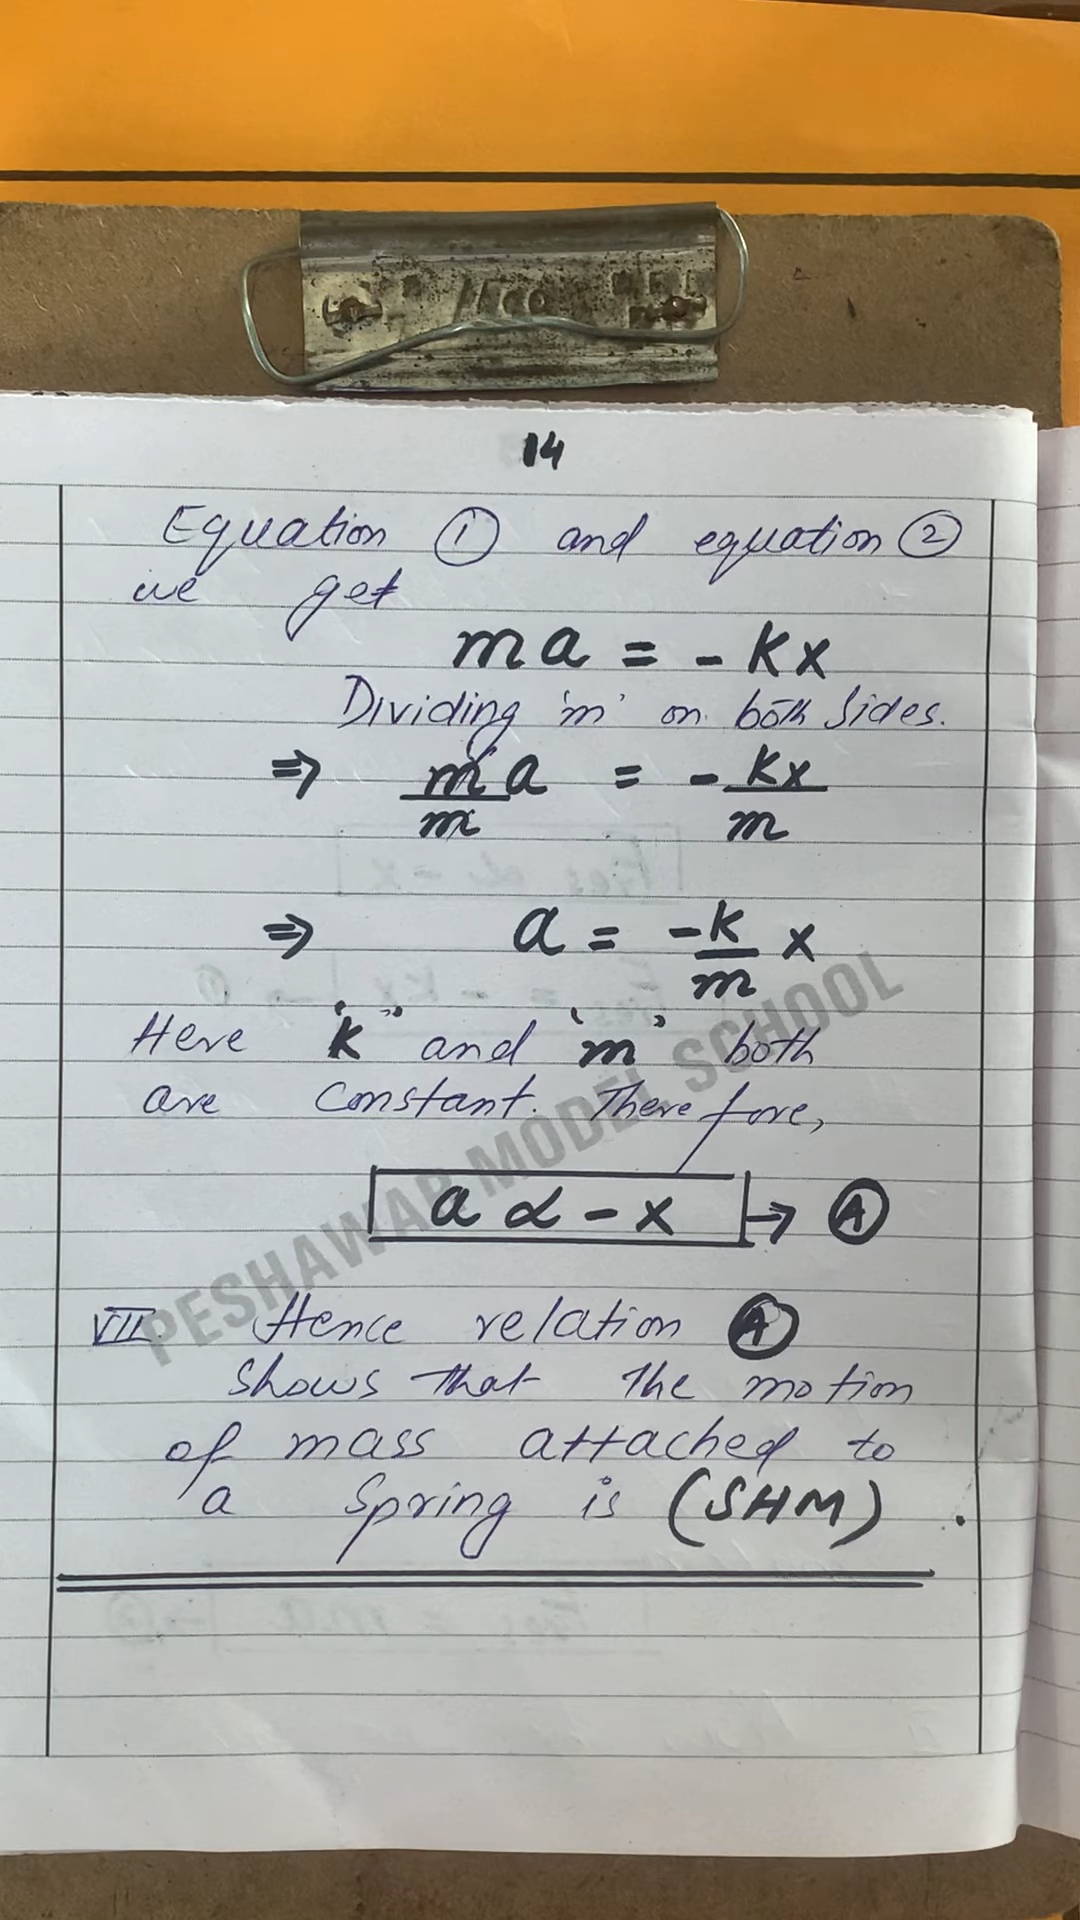 14
Equation ① and equation ②
we get
ma = - kx
Dividing 'm' on both sides.
⇒ ma/m = - kx/m
⇒ a = -k/m x
Here 'k' and 'm' both
are constant. Therefore,
a α - x → Ⓐ
VII. Hence relation Ⓐ
shows that the motion
of mass attached to
a spring is (SHM).
PESHAWAR MODEL SCHOOL